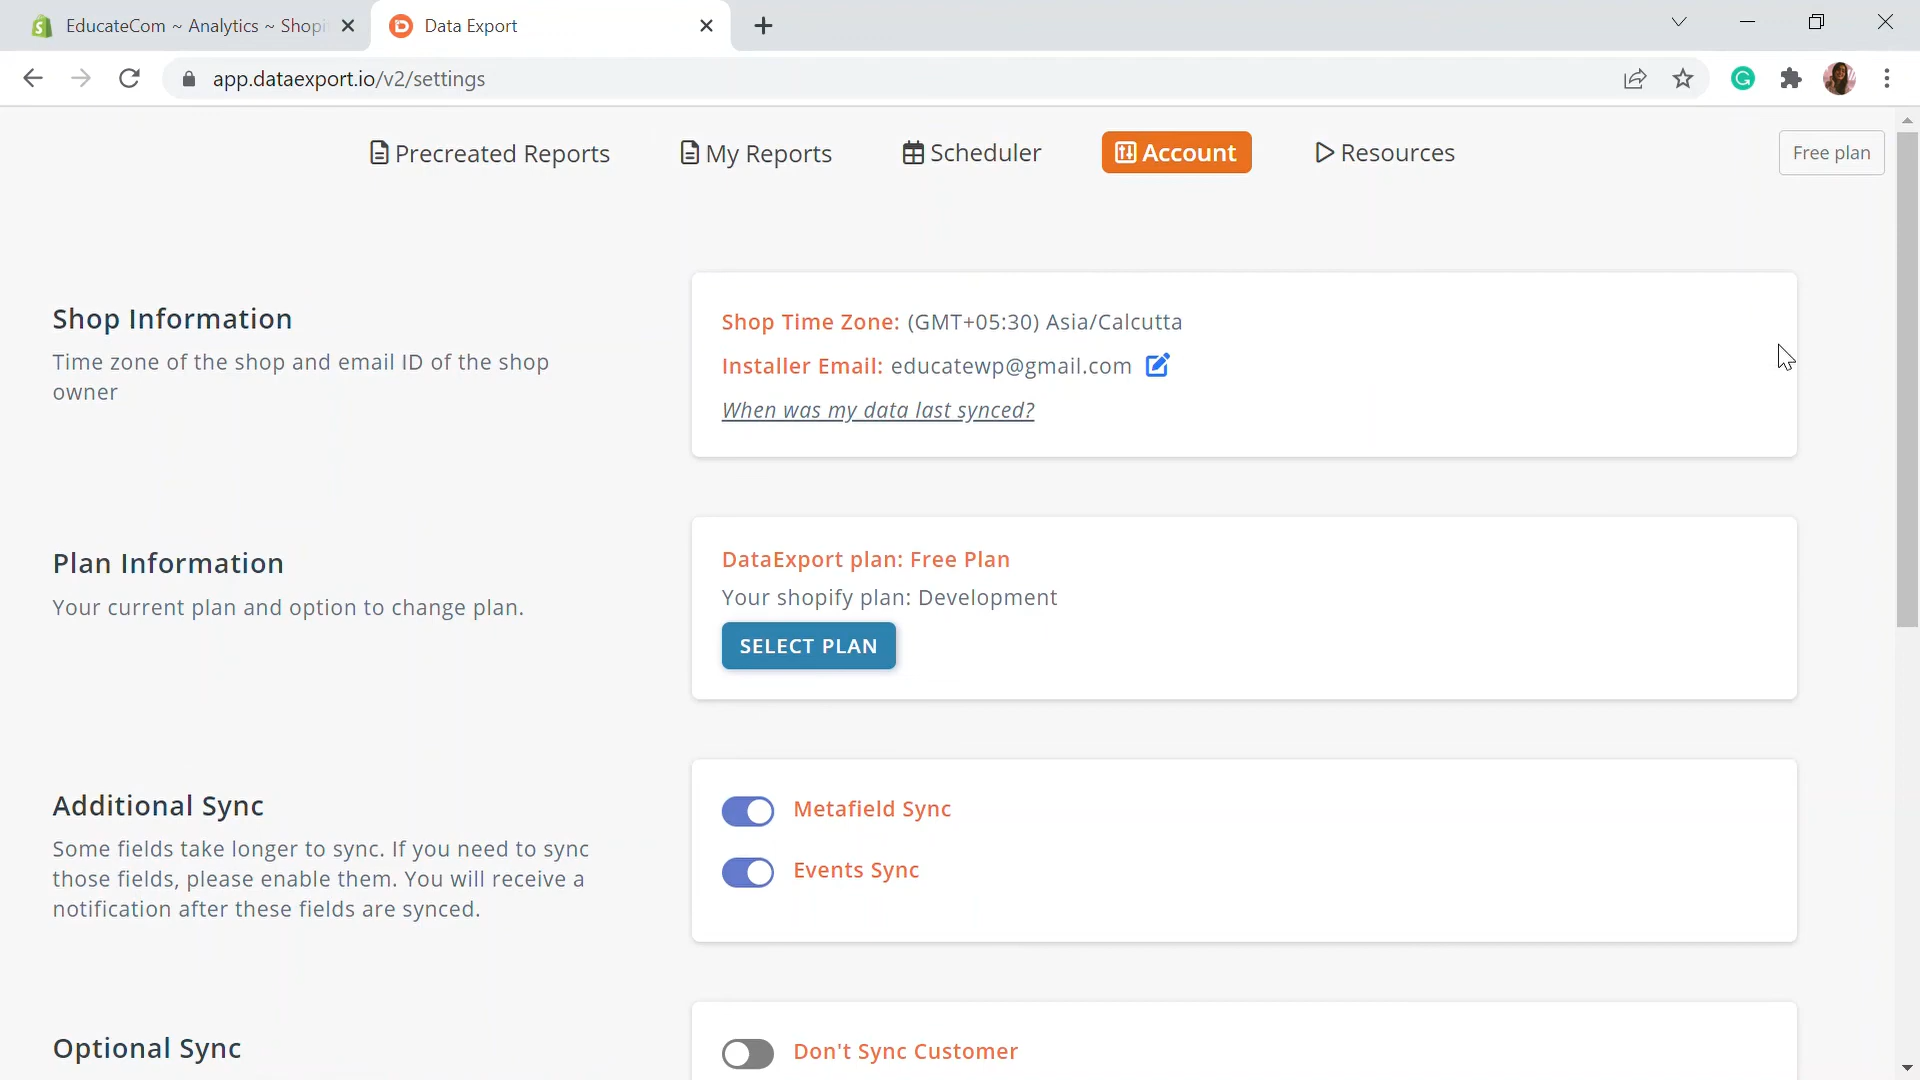 EducateCom ~ Analytics ~ Shopi
Data Export
app.dataexport.io/v2/settings
Precreated Reports
My Reports
Scheduler
Account
Resources
Free plan
Shop Information
Time zone of the shop and email ID of the shop
owner
Shop Time Zone: (GMT+05:30) Asia/Calcutta
Installer Email: educatewp@gmail.com
When was my data last synced?
Plan Information
Your current plan and option to change plan.
DataExport plan: Free Plan
Your shopify plan: Development
SELECT PLAN
Additional Sync
Some fields take longer to sync. If you need to sync
those fields, please enable them. You will receive a
notification after these fields are synced.
Metafield Sync
Events Sync
Optional Sync
Don't Sync Customer